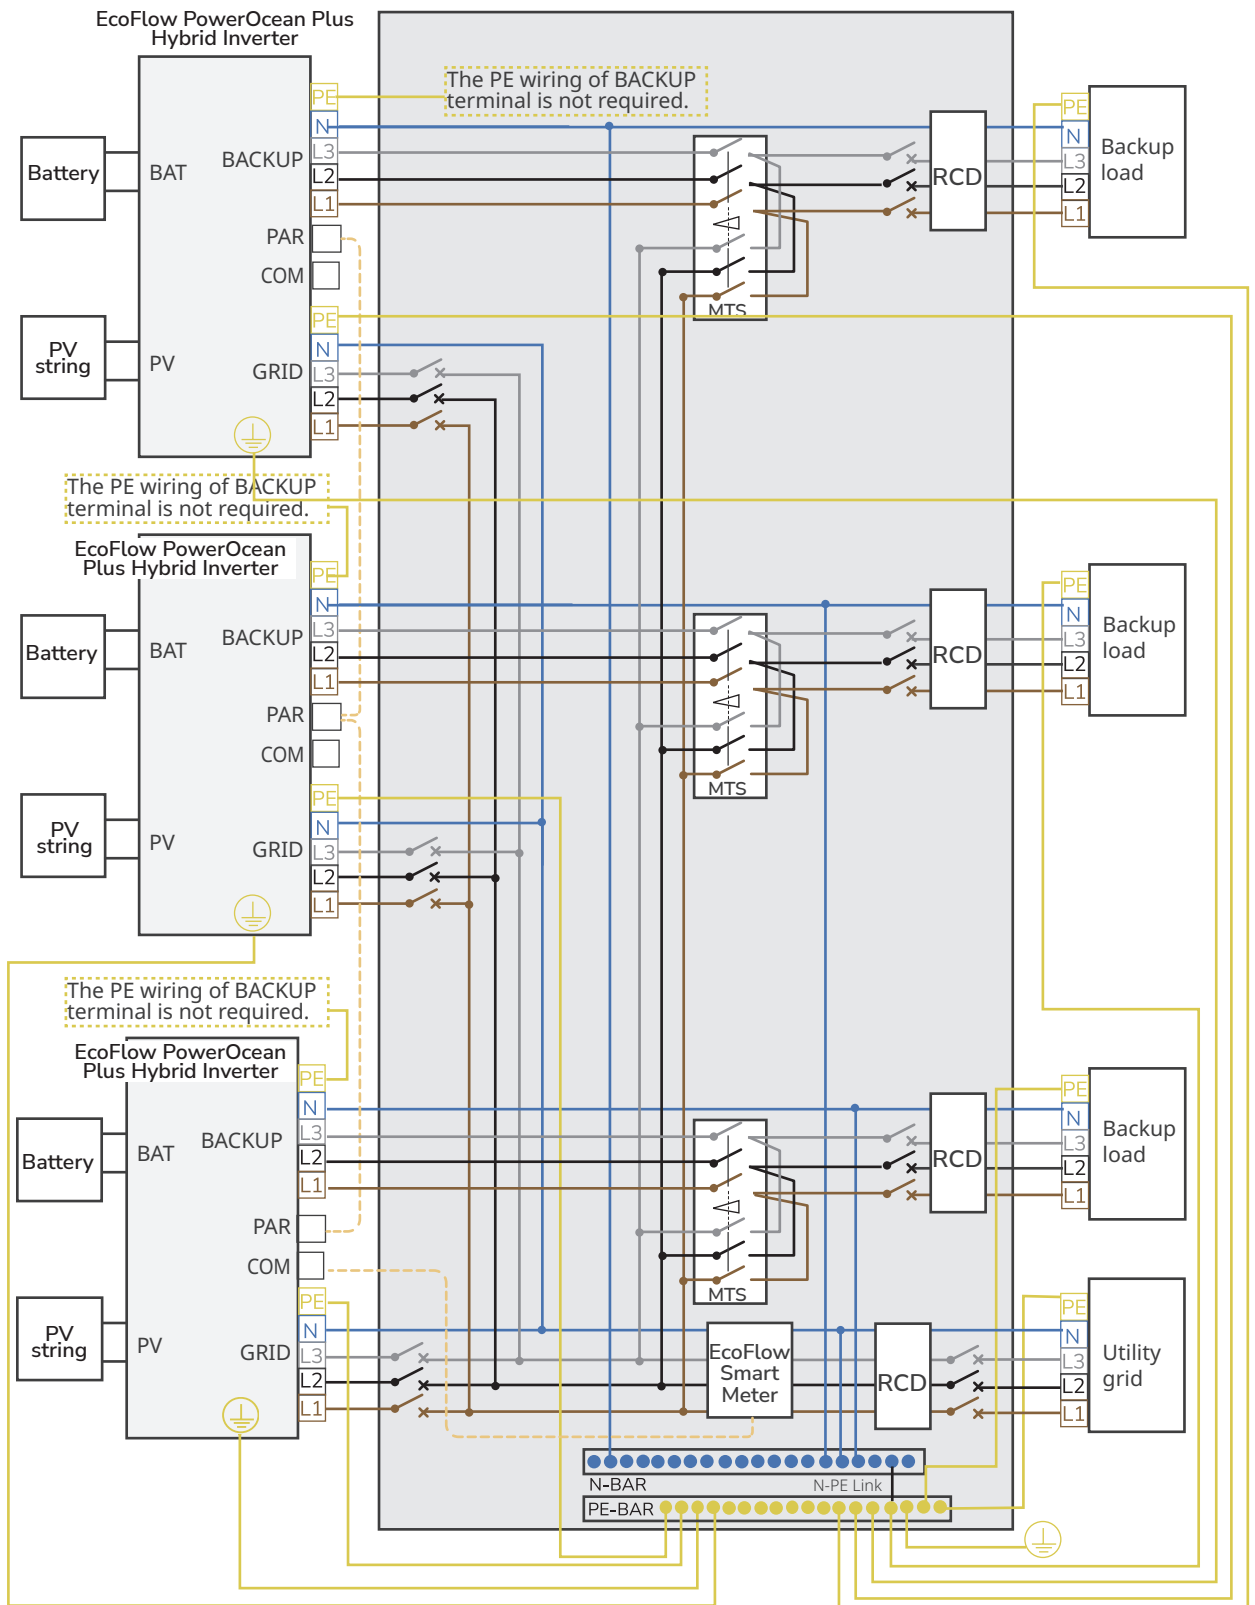 EcoFlow PowerOcean Plus
Hybrid Inverter
The PE wiring of BACKUP
terminal is not required.
PE
N
L3
L2
L1
BACKUP
BAT
Battery
PAR
COM
PE
N
L3
L2
L1
GRID
PV
PV
string
MTS
RCD
PE
N
L3
L2
L1
Backup
load
The PE wiring of BACKUP
terminal is not required.
EcoFlow PowerOcean
Plus Hybrid Inverter
PE
N
L3
L2
L1
BACKUP
BAT
Battery
PAR
COM
PE
N
L3
L2
L1
GRID
PV
PV
string
MTS
RCD
PE
N
L3
L2
L1
Backup
load
The PE wiring of BACKUP
terminal is not required.
EcoFlow PowerOcean
Plus Hybrid Inverter
PE
N
L3
L2
L1
BACKUP
BAT
Battery
PAR
COM
PE
N
L3
L2
L1
GRID
PV
PV
string
MTS
RCD
PE
N
L3
L2
L1
Backup
load
EcoFlow
Smart
Meter
RCD
PE
N
L3
L2
L1
Utility
grid
N-BAR
N-PE Link
PE-BAR